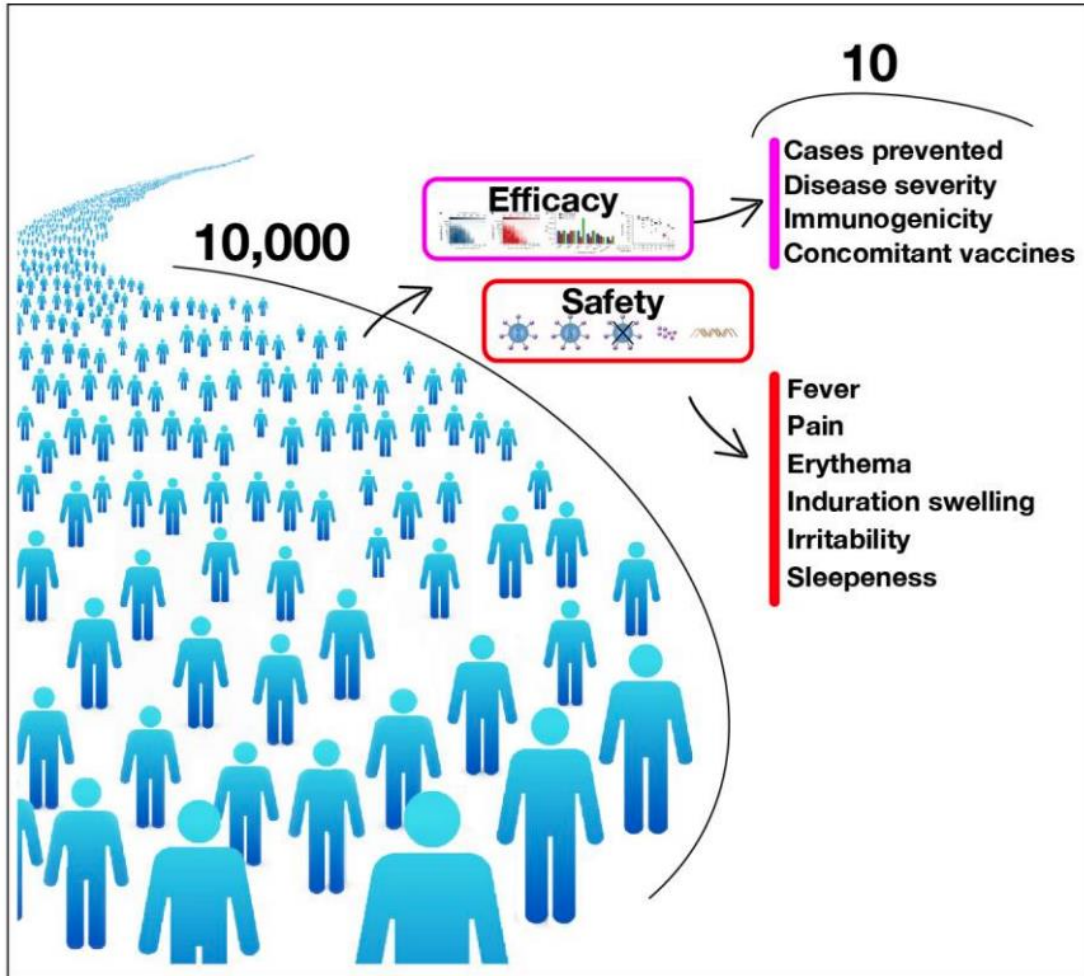 10
Cases prevented
Disease severity
Immunogenicity
Concomitant vaccines
Efficacy
10,000
Safety
Fever
Pain
Erythema
Induration swelling
Irritability
Sleepeness